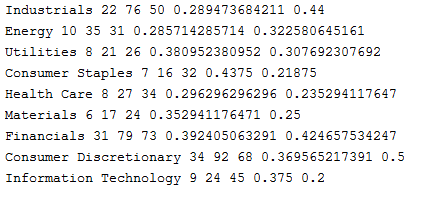 Industrials 22 76 50 0.289473684211 0.44
Energy 10 35 31 0.285714285714 0.322580645161
Utilities 8 21 26 0.380952380952 0.307692307692
Consumer Staples 7 16 32 0.4375 0.21875
Health Care 8 27 34 0.296296296296 0.235294117647
Materials 6 17 24 0.352941176471 0.25
Financials 31 79 73 0.392405063291 0.424657534247
Consumer Discretionary 34 92 68 0.369565217391 0.5
Information Technology 9 24 45 0.375 0.2